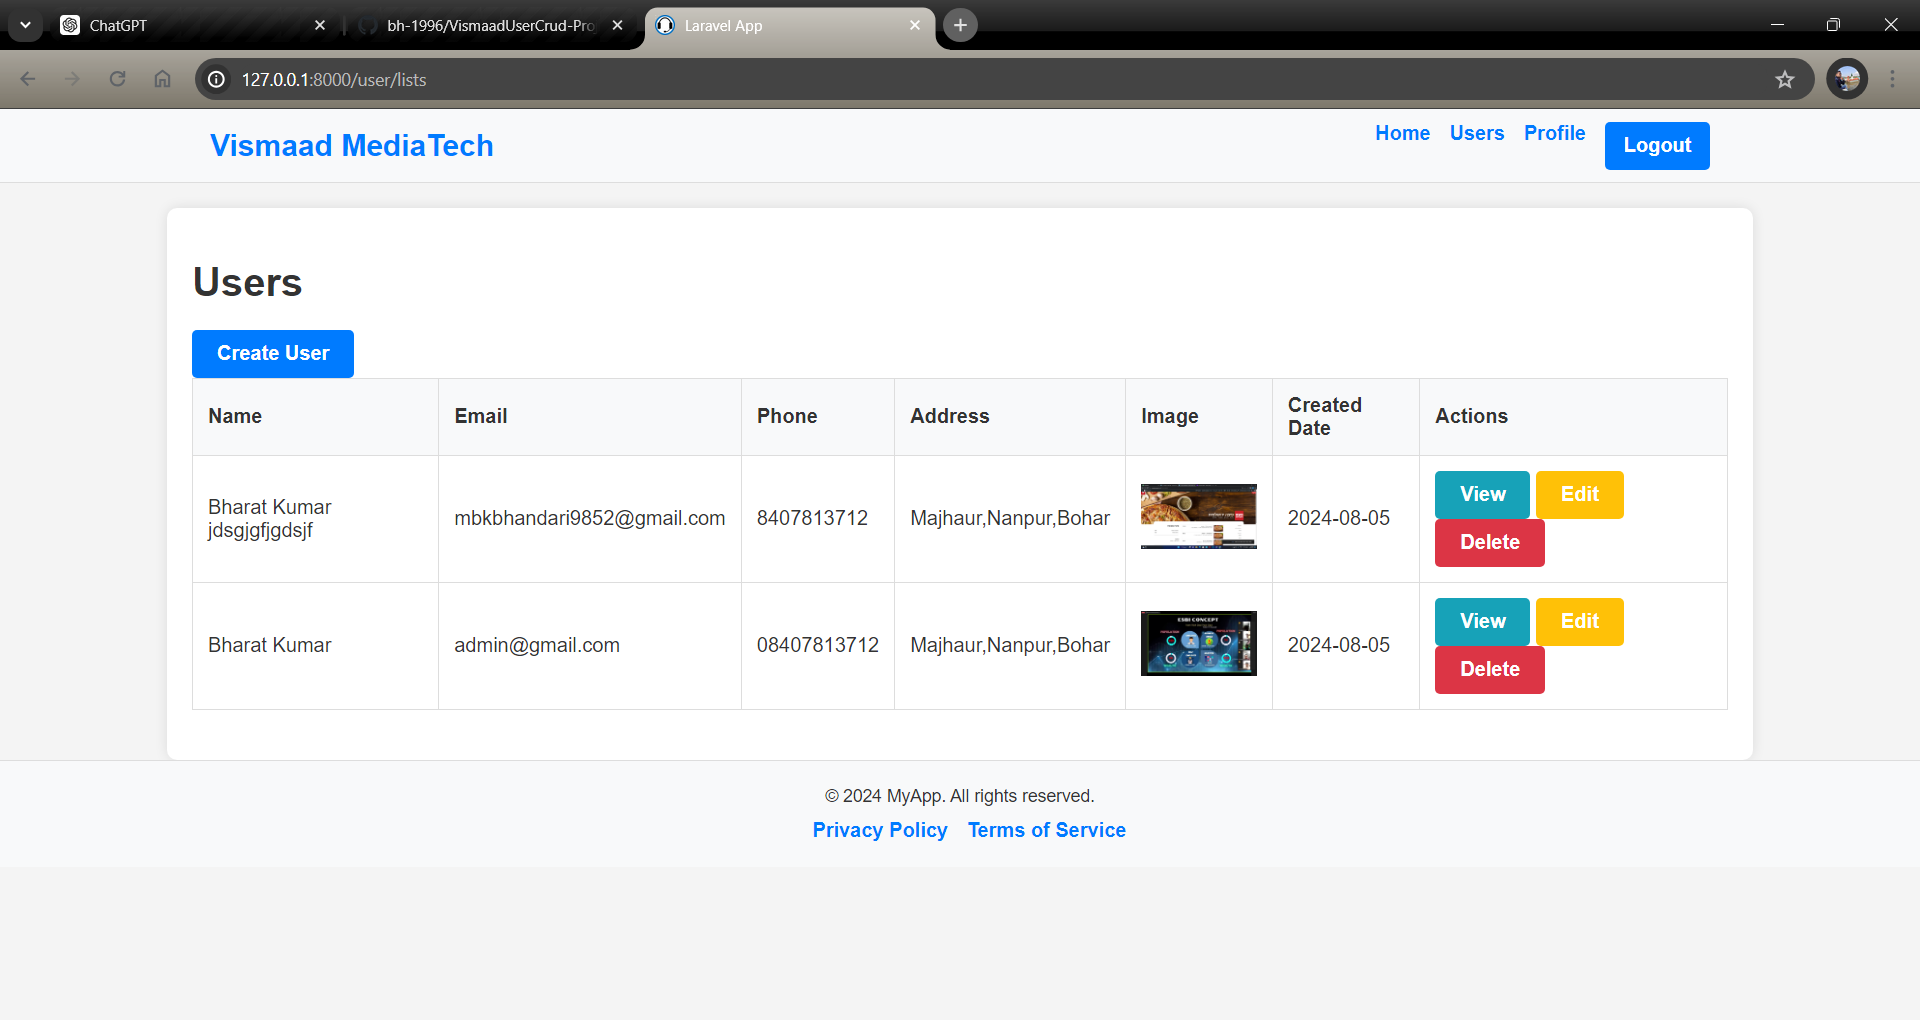 ChatGPT
bh-1996/VismaadUserCrud-Pro
Laravel App
127.0.0.1:8000/user/lists
Vismaad MediaTech
Home Users Profile Logout
Users
Create User
Name Email Phone Address Image Created Date Actions
Bharat Kumar jdsgjgfjgdsjf mbkbhandari9852@gmail.com 8407813712 Majhaur,Nanpur,Bohar 2024-08-05 View Edit
Delete
Bharat Kumar admin@gmail.com 08407813712 Majhaur,Nanpur,Bohar ESBI CONCEPT 2024-08-05 View Edit
Delete
© 2024 MyApp. All rights reserved.
Privacy Policy Terms of Service